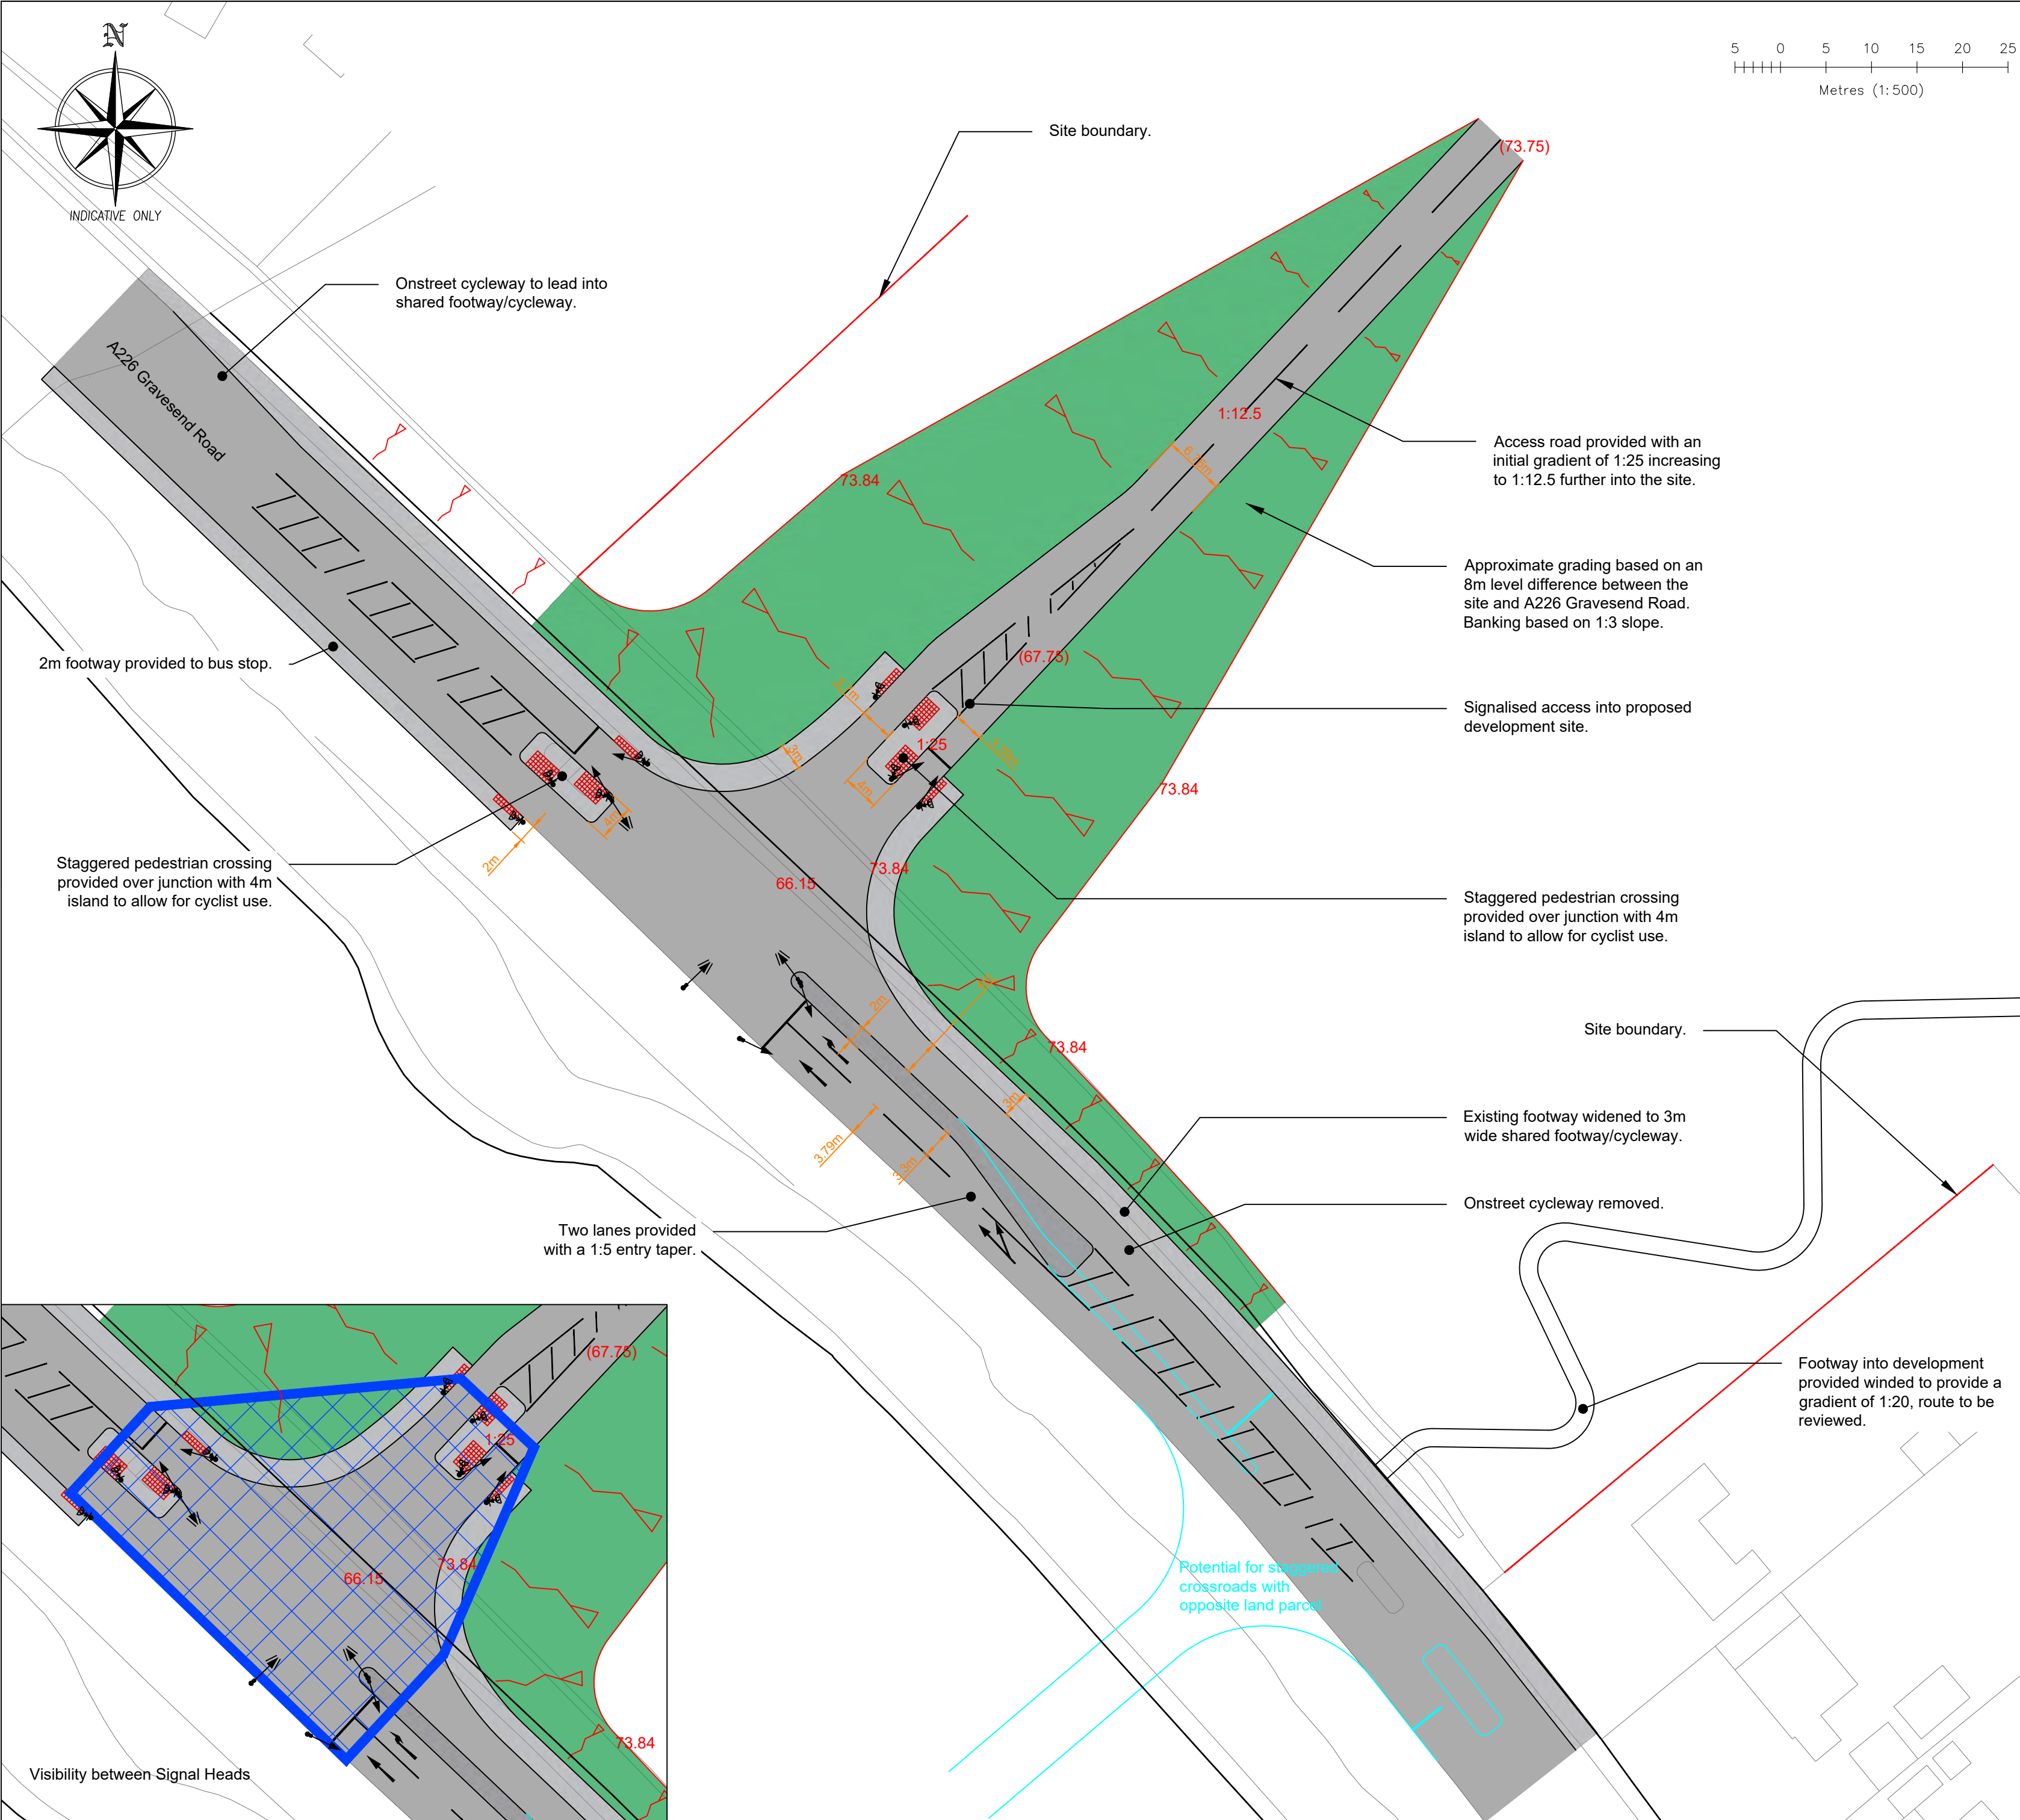 N
INDICATIVE ONLY
5 0 5 10 15 20 25
Metres (1:500)
Site boundary.
(73.75)
Onstreet cycleway to lead into
shared footway/cycleway.
A226 Gravesend Road
1:12.5
Access road provided with an
initial gradient of 1:25 increasing
to 1:12.5 further into the site.
73.84
Approximate grading based on an
8m level difference between the
site and A226 Gravesend Road.
Banking based on 1:3 slope.
2m footway provided to bus stop.
(67.75)
Signalised access into proposed
development site.
1:25
3m
4m
73.84
4m
2m
Staggered pedestrian crossing
provided over junction with 4m
island to allow for cyclist use.
66.15
73.84
Staggered pedestrian crossing
provided over junction with 4m
island to allow for cyclist use.
2m
73.84
Site boundary.
3m
3.79m
3.3m
Existing footway widened to 3m
wide shared footway/cycleway.
Onstreet cycleway removed.
Two lanes provided
with a 1:5 entry taper.
Footway into development
provided winded to provide a
gradient of 1:20, route to be
reviewed.
Potential for staggered
crossroads with
opposite land parcel
(67.75)
1:25
73.84
66.15
73.84
Visibility between Signal Heads